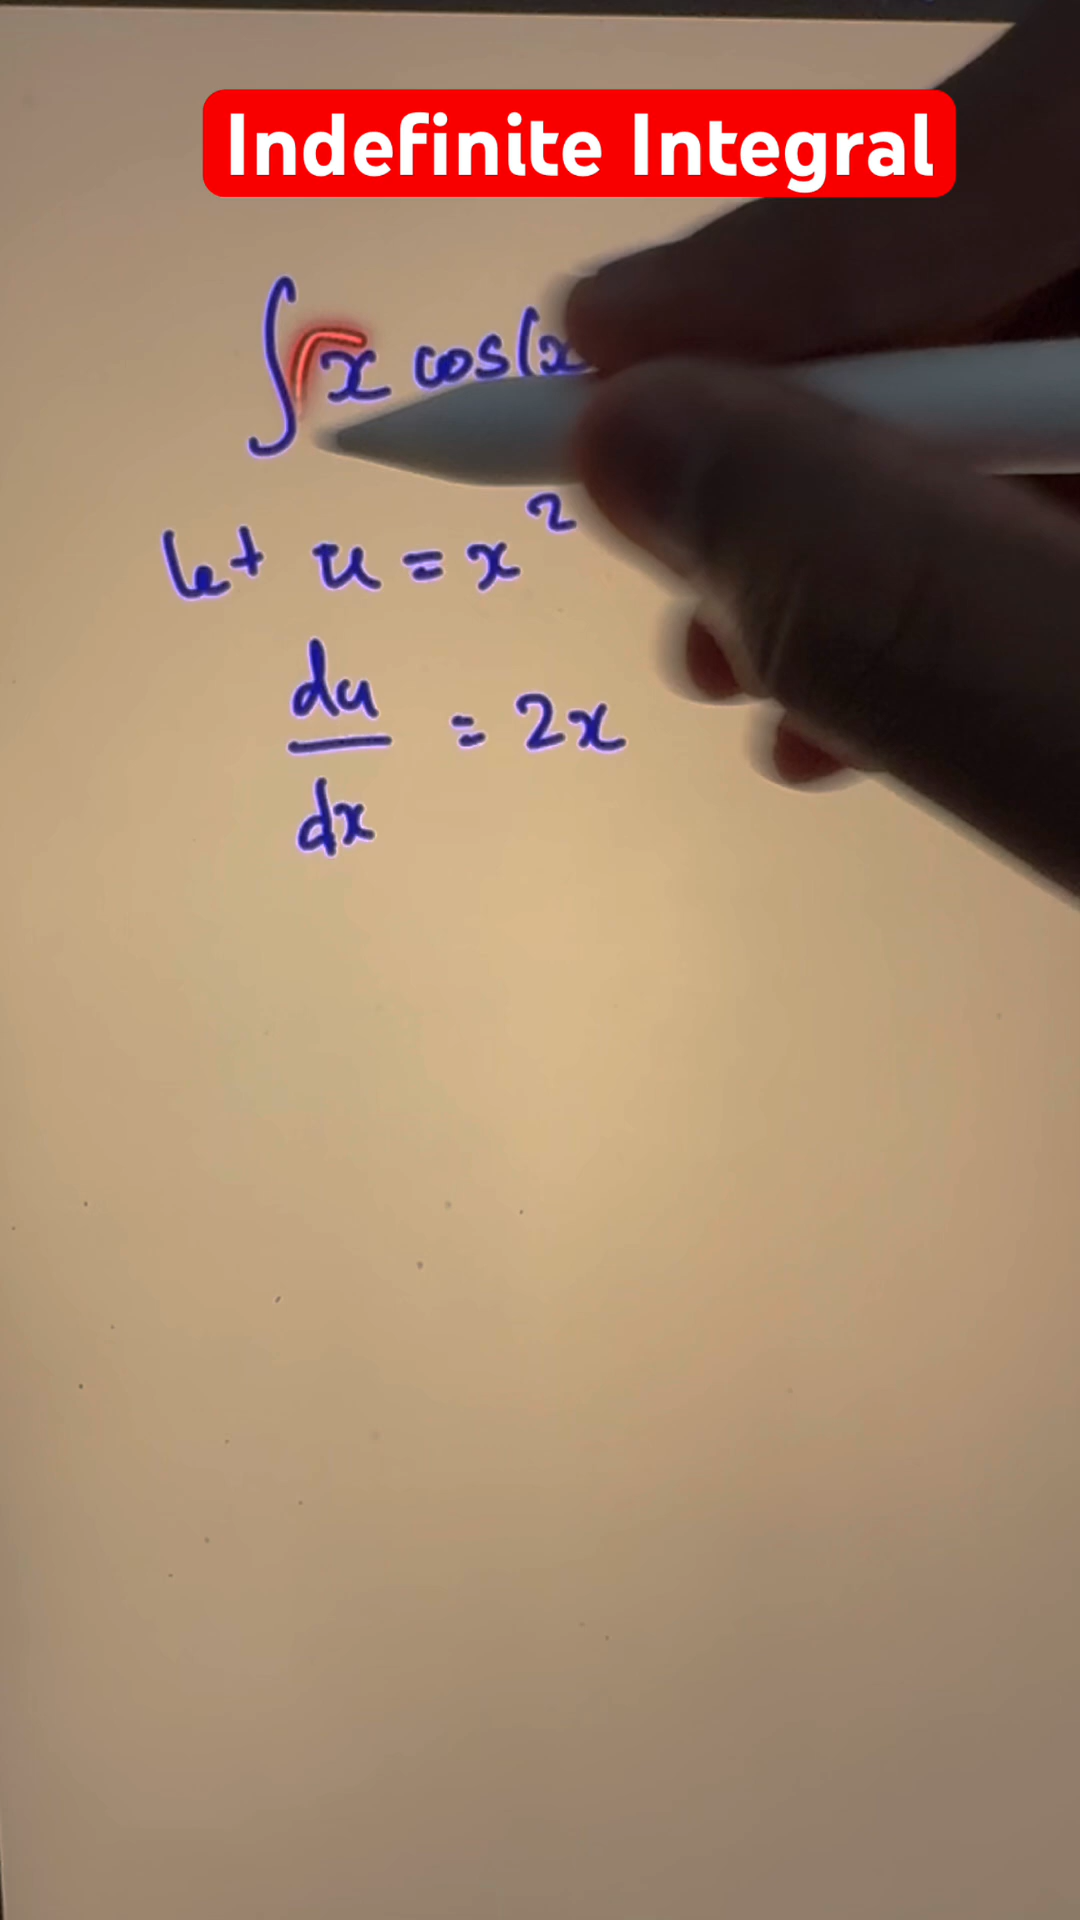 Indefinite Integral
∫ x cos(x
let u = x²
du/dx = 2x